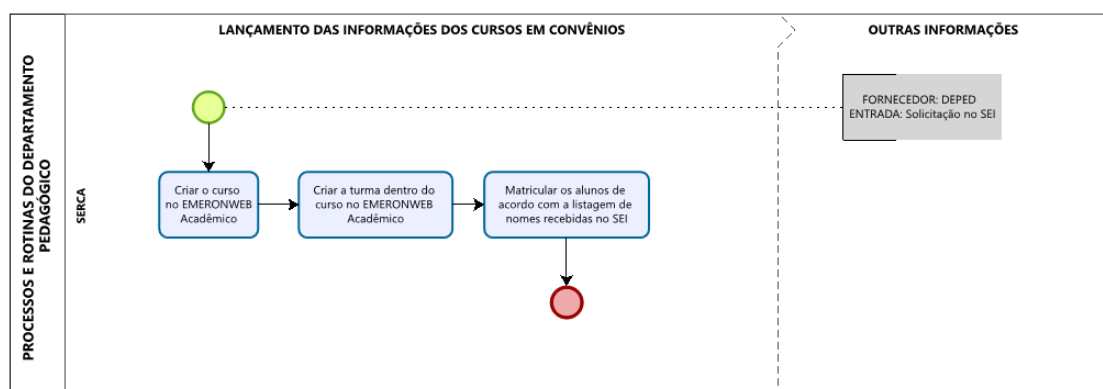 LANÇAMENTO DAS INFORMAÇÕES DOS CURSOS EM CONVÊNIOS
OUTRAS INFORMAÇÕES
PROCESSOS E ROTINAS DO DEPARTAMENTO
PEDAGÓGICO
SERCA
FORNECEDOR: DEPED
ENTRADA: Solicitação no SEI
Criar o curso
no EMERONWEB
Acadêmico
Criar a turma dentro do
curso no EMERONWEB
Acadêmico
Matricular os alunos de
acordo com a listagem de
nomes recebidas no SEI